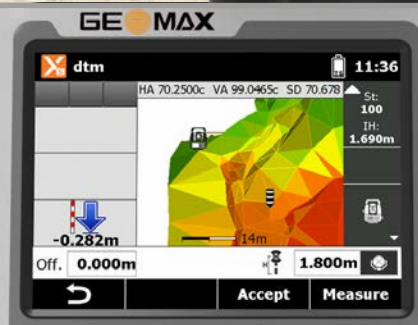 GEOMAX
dtm
11:36
HA 70.2500c VA 99.0465c SD 70.678
St:
100
IH:
1.690m
-0.282m
14m
Off. 0.000m
H
1.800m
Accept
Measure